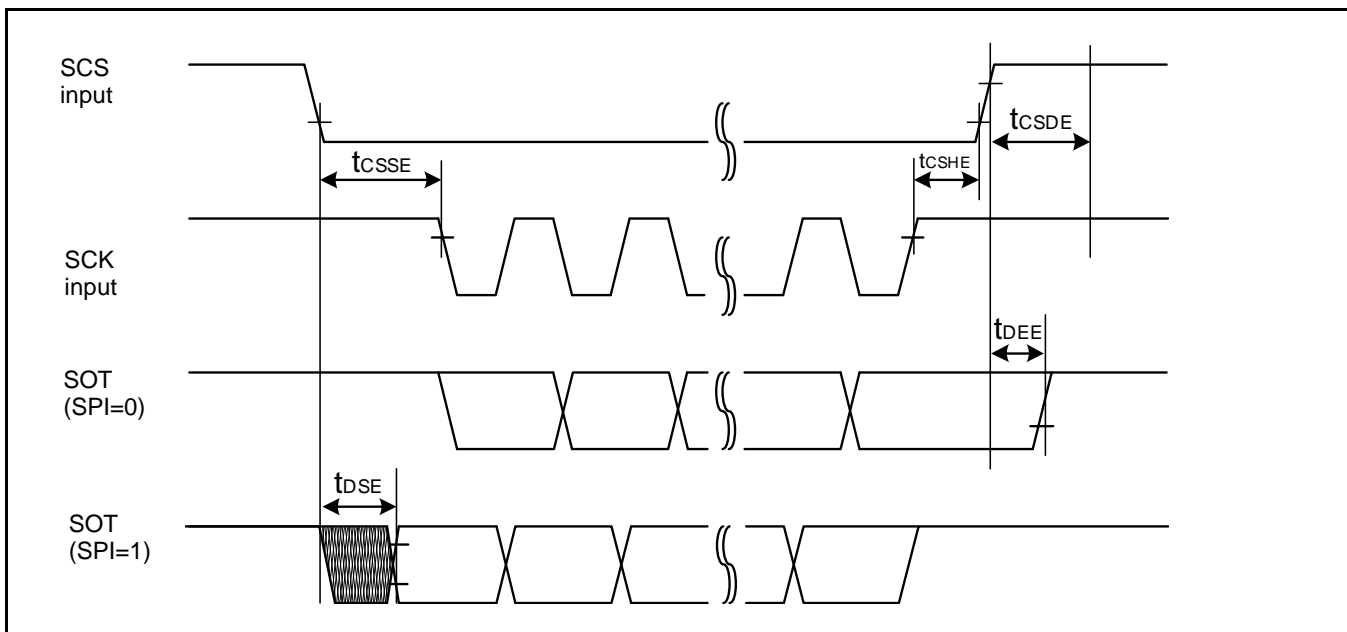 SCS
input
tCSDE
tCSSE
tCSHE
SCK
input
tDEE
SOT
(SPI=0)
tDSE
SOT
(SPI=1)